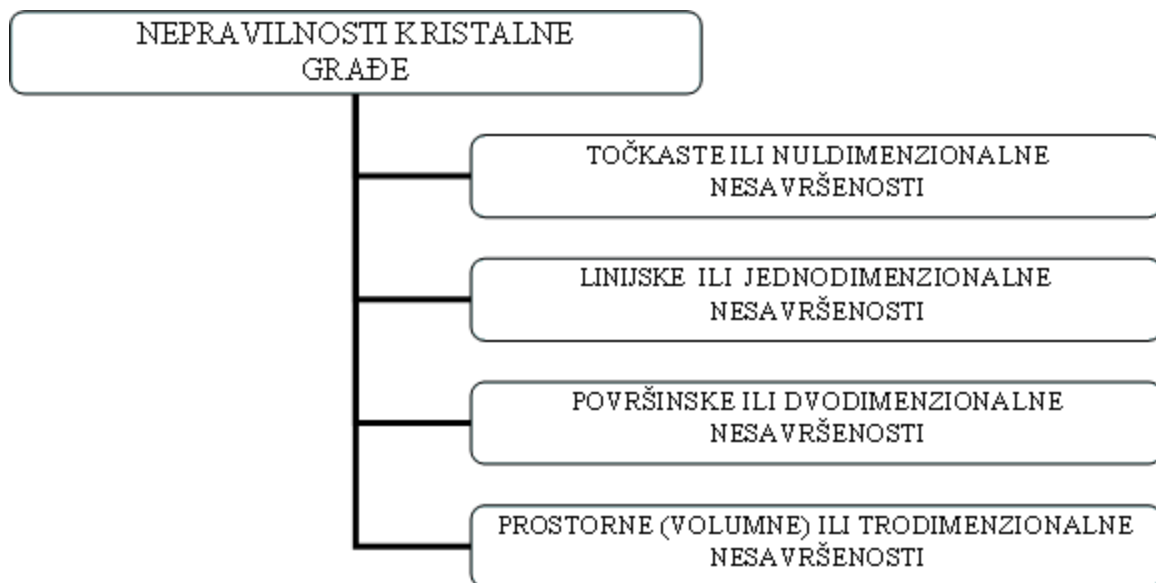 NEPRAVILNOSTI KRISTALNE
GRAĐE
TOČKASTE ILI NULDIMENZIONALNE
NESAVRŠENOSTI
LINIJSKE ILI JEDNODIMENZIONALNE
NESAVRŠENOSTI
POVRŠINSKE ILI DVODIMENZIONALNE
NESAVRŠENOSTI
PROSTORNE (VOLUMNE) ILI TRODIMENZIONALNE
NESAVRŠENOSTI